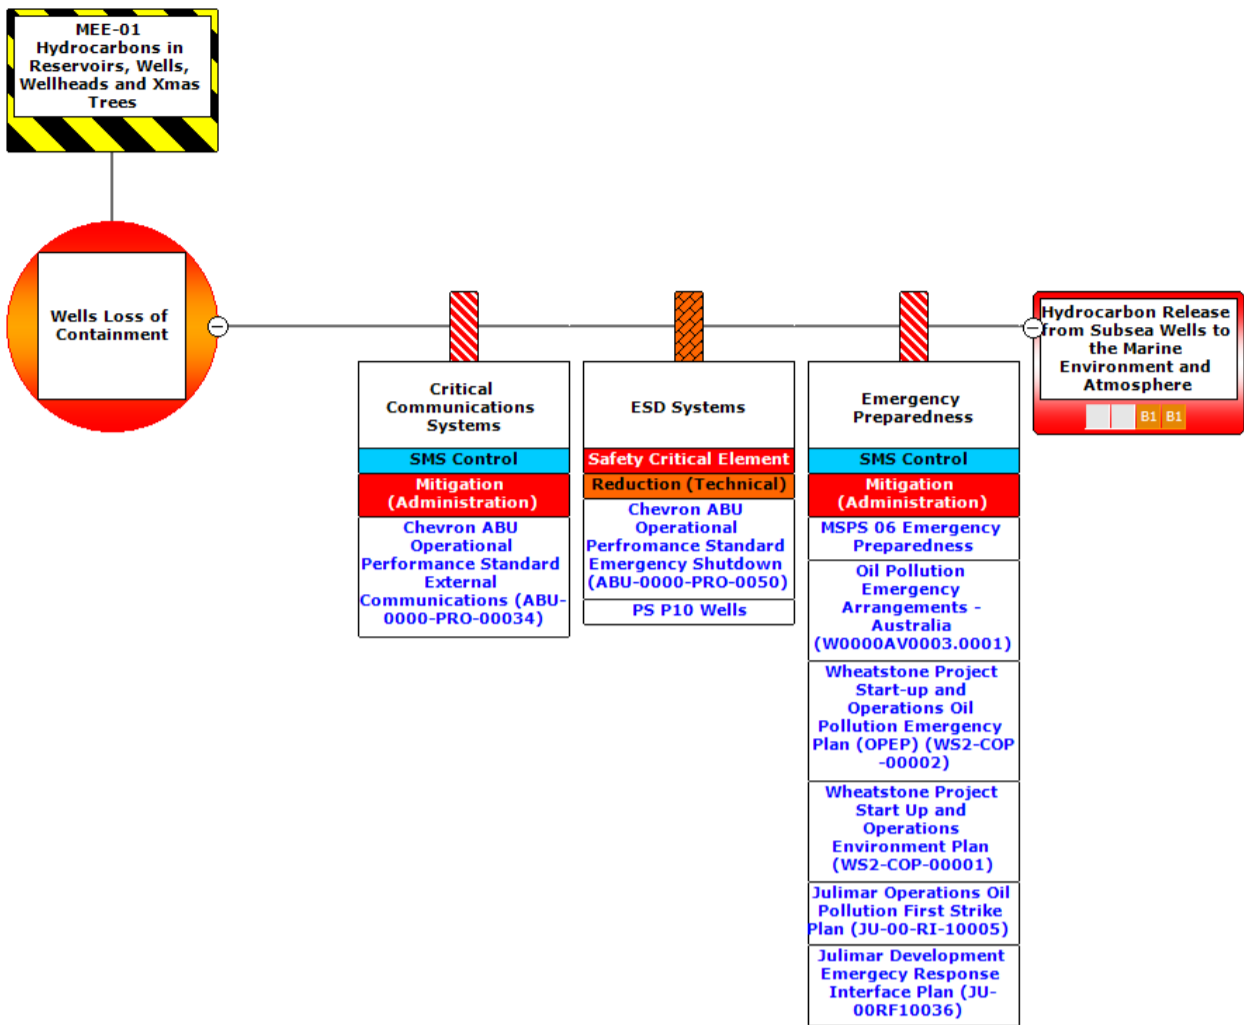 MEE-01
Hydrocarbons in
Reservoirs, Wells,
Wellheads and Xmas
Trees
Wells Loss of
Containment
Critical
Communications
Systems
SMS Control
Mitigation
(Administration)
Chevron ABU
Operational
Performance Standard
External
Communications (ABU-
0000-PRO-00034)
ESD Systems
Safety Critical Element
Reduction (Technical)
Chevron ABU
Operational
Perfromance Standard
Emergency Shutdown
(ABU-0000-PRO-0050)
PS P10 Wells
Emergency
Preparedness
SMS Control
Mitigation
(Administration)
MSPS 06 Emergency
Preparedness
Oil Pollution
Emergency
Arrangements -
Australia
(W0000AV0003.0001)
Wheatstone Project
Start-up and
Operations Oil
Pollution Emergency
Plan (OPEP) (WS2-COP
-00002)
Wheatstone Project
Start Up and
Operations
Environment Plan
(WS2-COP-00001)
Julimar Operations Oil
Pollution First Strike
Plan (JU-00-RI-10005)
Julimar Development
Emergecy Response
Interface Plan (JU-
00RF10036)
Hydrocarbon Release
from Subsea Wells to
the Marine
Environment and
Atmosphere
B1 B1